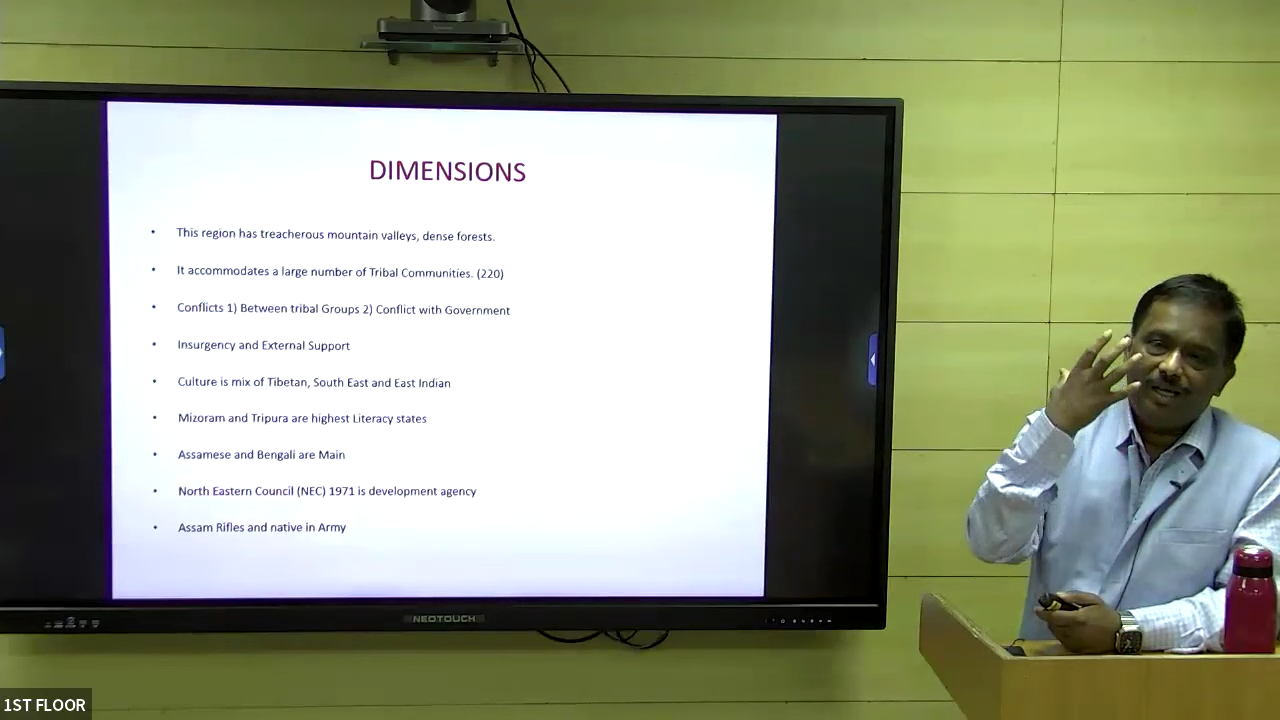 DIMENSIONS
• This region has treacherous mountain valleys, dense forests.
• It accommodates a large number of Tribal Communities. (220)
• Conflicts 1) Between tribal Groups 2) Conflict with Government
• Insurgency and External Support
• Culture is mix of Tibetan, South East and East Indian
• Mizoram and Tripura are highest Literacy states
• Assamese and Bengali are Main
• North Eastern Council (NEC) 1971 is development agency
• Assam Rifles and native in Army
NEOTOUCH
1ST FLOOR